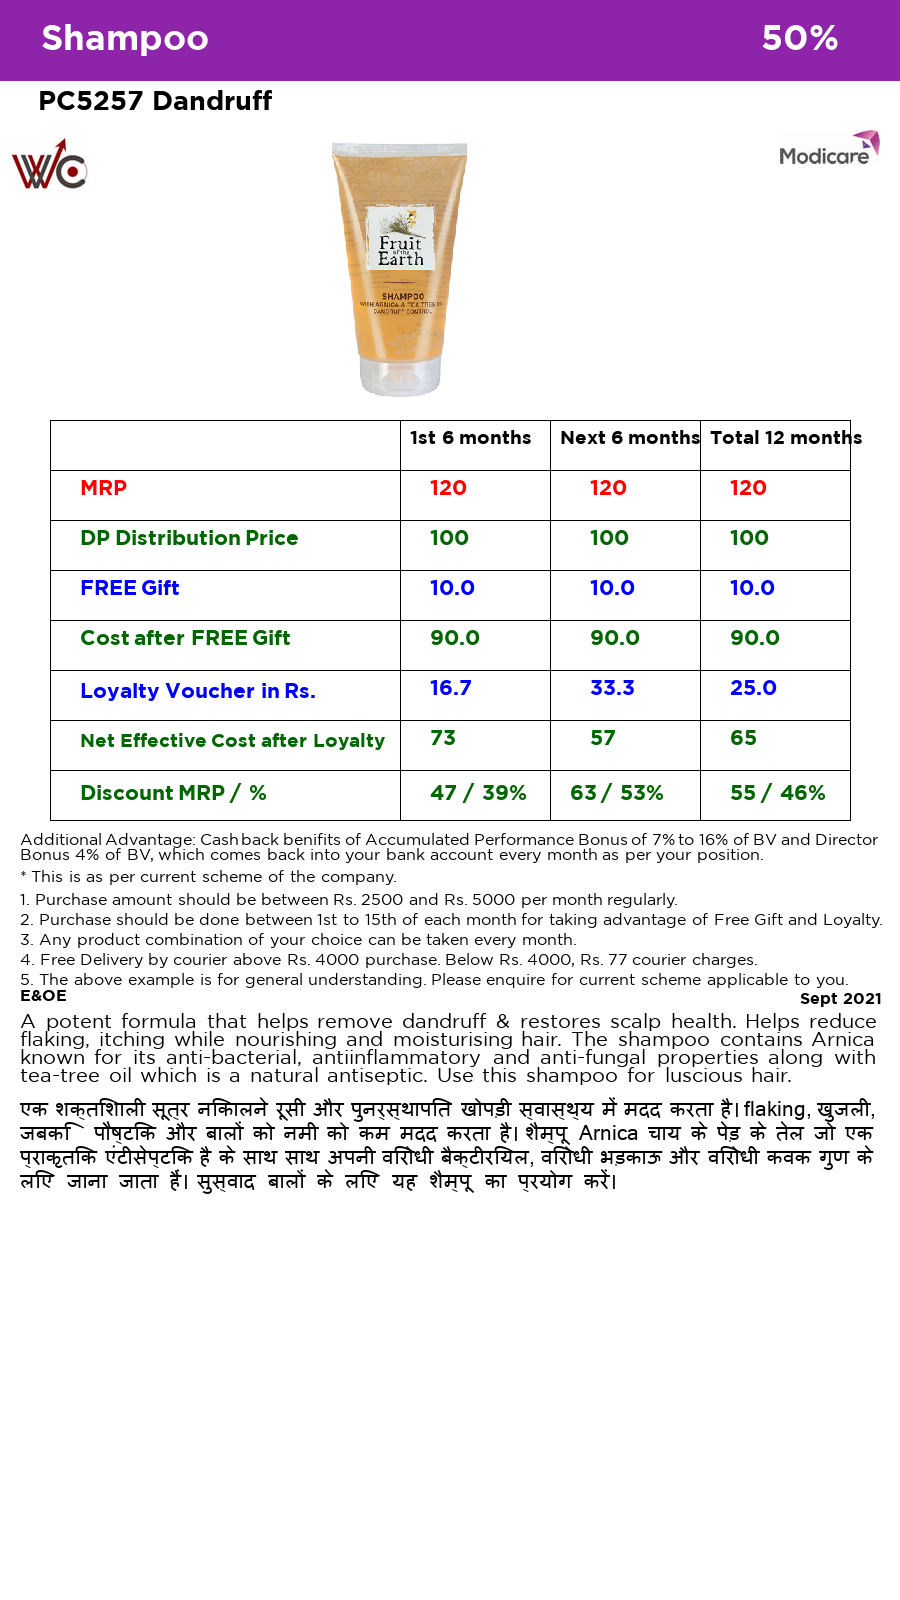 Shampoo 50%
PC5257 Dandruff
WC
Modicare
Fruit
of the
Earth
SHAMPOO
WITH ARNICA & TEA TREE
DANDRUFF CONTROL
1st 6 months Next 6 months Total 12 months
MRP 120 120 120
DP Distribution Price 100 100 100
FREE Gift 10.0 10.0 10.0
Cost after FREE Gift 90.0 90.0 90.0
Loyalty Voucher in Rs. 16.7 33.3 25.0
Net Effective Cost after Loyalty 73 57 65
Discount MRP / % 47 / 39% 63 / 53% 55 / 46%
Additional Advantage: Cash back benifits of Accumulated Performance Bonus of 7% to 16% of BV and Director
Bonus 4% of BV, which comes back into your bank account every month as per your position.
* This is as per current scheme of the company.
1. Purchase amount should be between Rs. 2500 and Rs. 5000 per month regularly.
2. Purchase should be done between 1st to 15th of each month for taking advantage of Free Gift and Loyalty.
3. Any product combination of your choice can be taken every month.
4. Free Delivery by courier above Rs. 4000 purchase. Below Rs. 4000, Rs. 77 courier charges.
5. The above example is for general understanding. Please enquire for current scheme applicable to you.
E&OE
Sept 2021
A potent formula that helps remove dandruff & restores scalp health. Helps reduce
flaking, itching while nourishing and moisturising hair. The shampoo contains Arnica
known for its anti-bacterial, antiinflammatory and anti-fungal properties along with
tea-tree oil which is a natural antiseptic. Use this shampoo for luscious hair.
एक शक्तिशाली सूत्र निकालने रूसी और पुनर्स्थापित खोपड़ी स्वास्थ्य में मदद करता है। flaking, खुजली,
जबकि पौष्टिक और बालों को नमी को कम मदद करता है। शैम्पू Arnica चाय के पेड़ के तेल जो एक
प्राकृतिक एंटीसेप्टिक है के साथ साथ अपनी विरोधी बैक्टीरियल, विरोधी भड़काऊ और विरोधी कवक गुण के
लिए जाना जाता हैं। सुस्वाद बालों के लिए यह शैम्पू का प्रयोग करें।